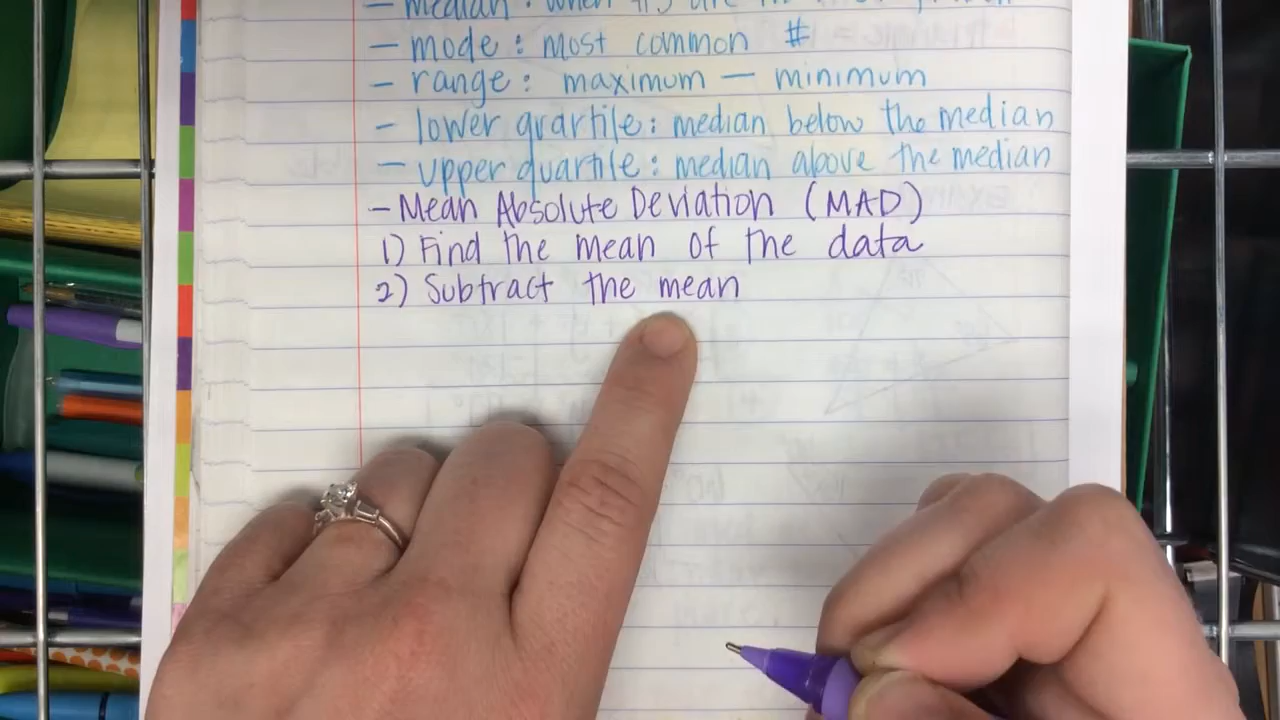 - median:
- mode: most common #
- range: maximum – minimum
- lower quartile: median below the median
- upper quartile: median above the median
- Mean Absolute Deviation (MAD)
1) Find the mean of the data
2) Subtract the mean